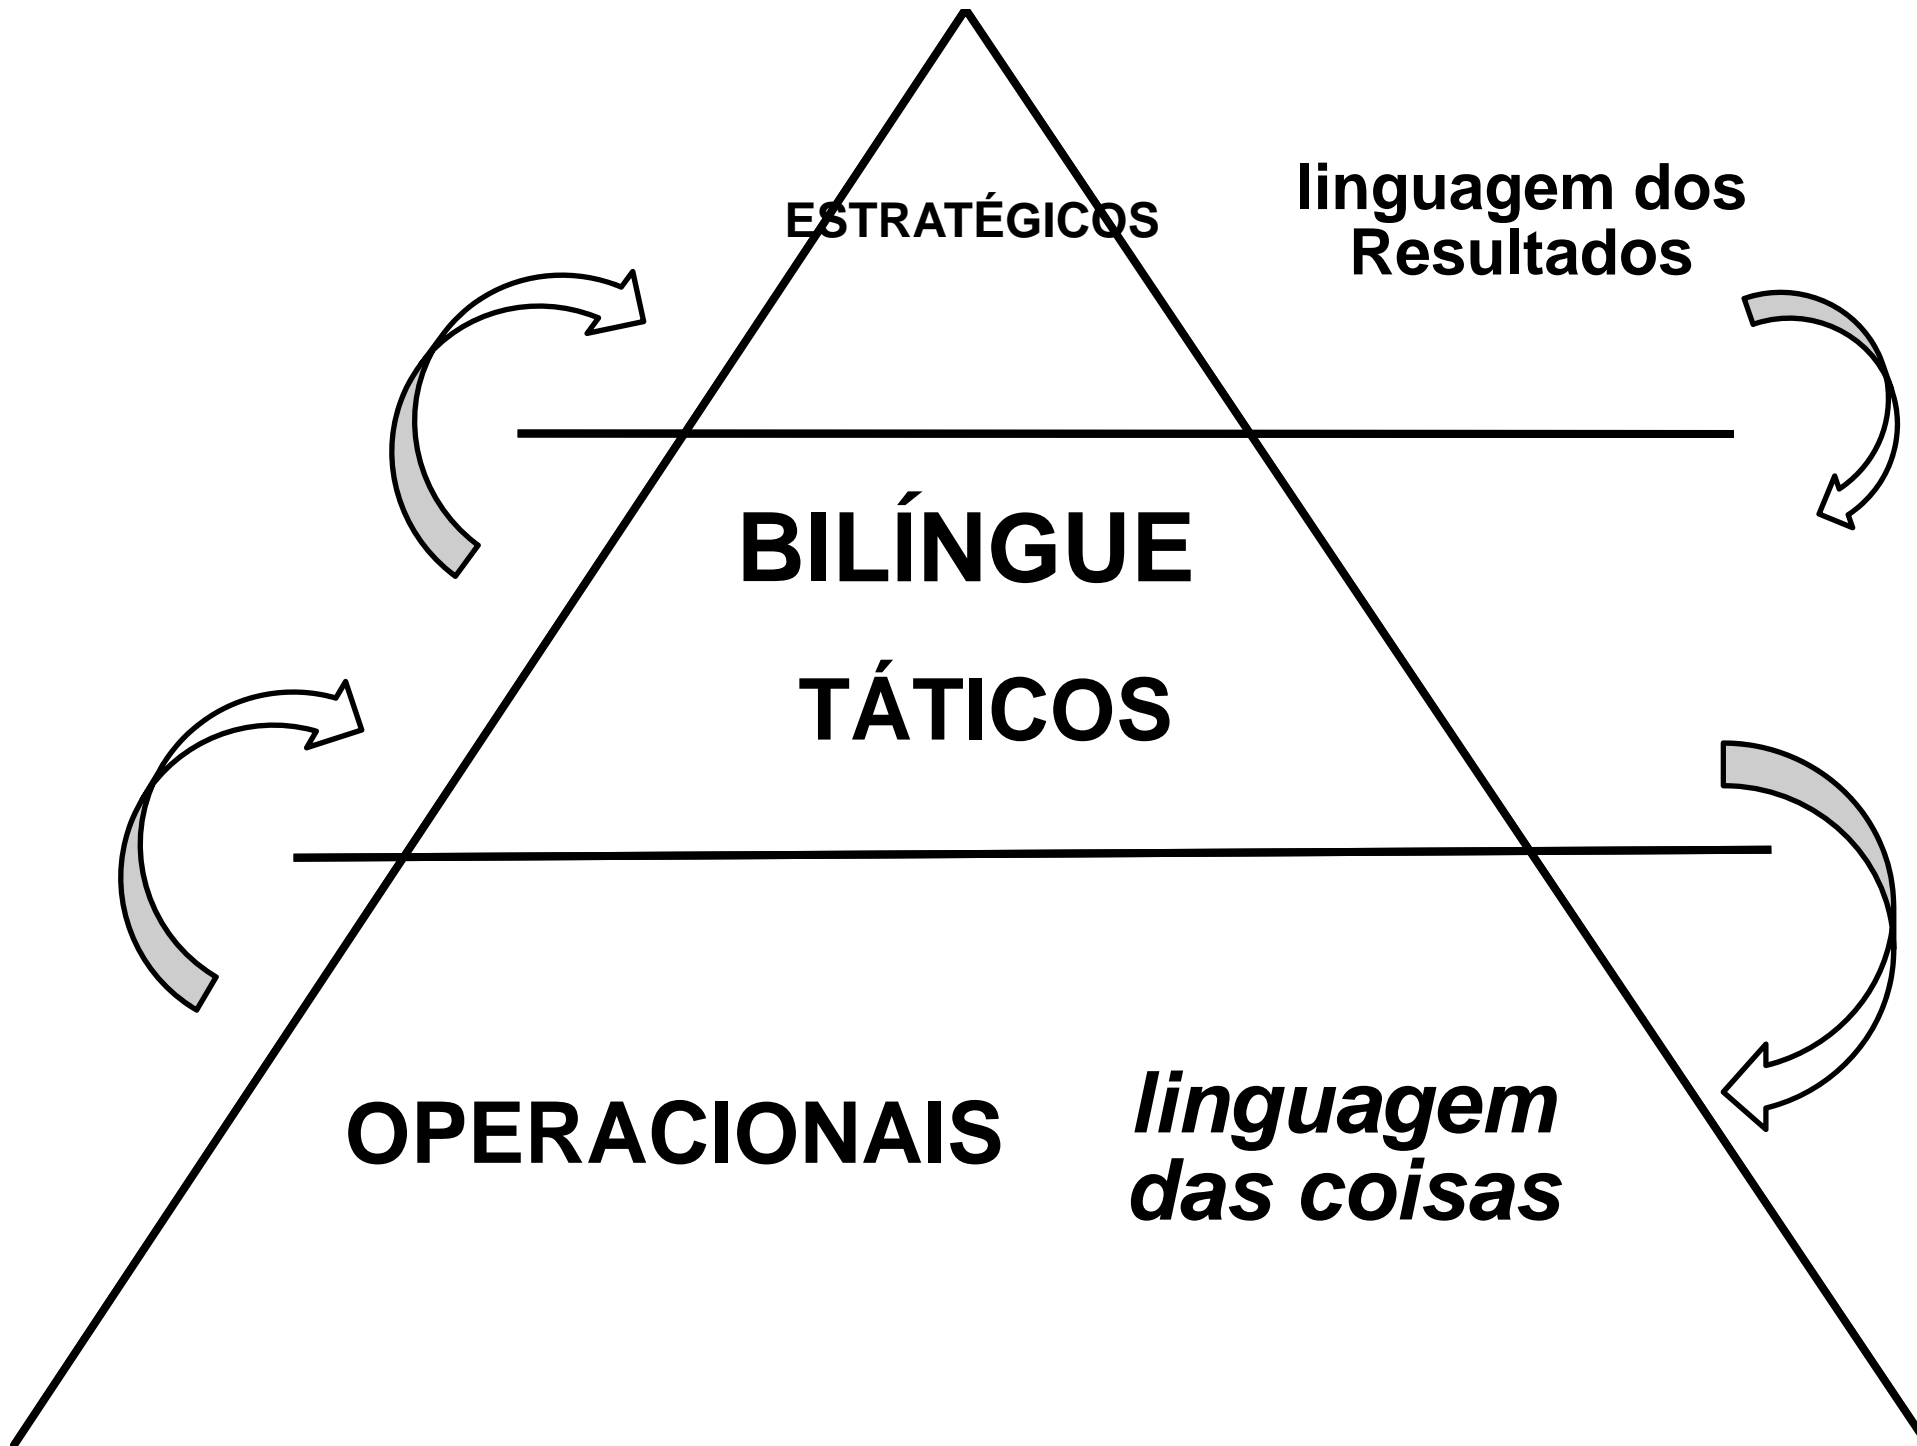 ESTRATÉGICOS
linguagem dos
Resultados
BILÍNGUE
TÁTICOS
OPERACIONAIS
linguagem
das coisas